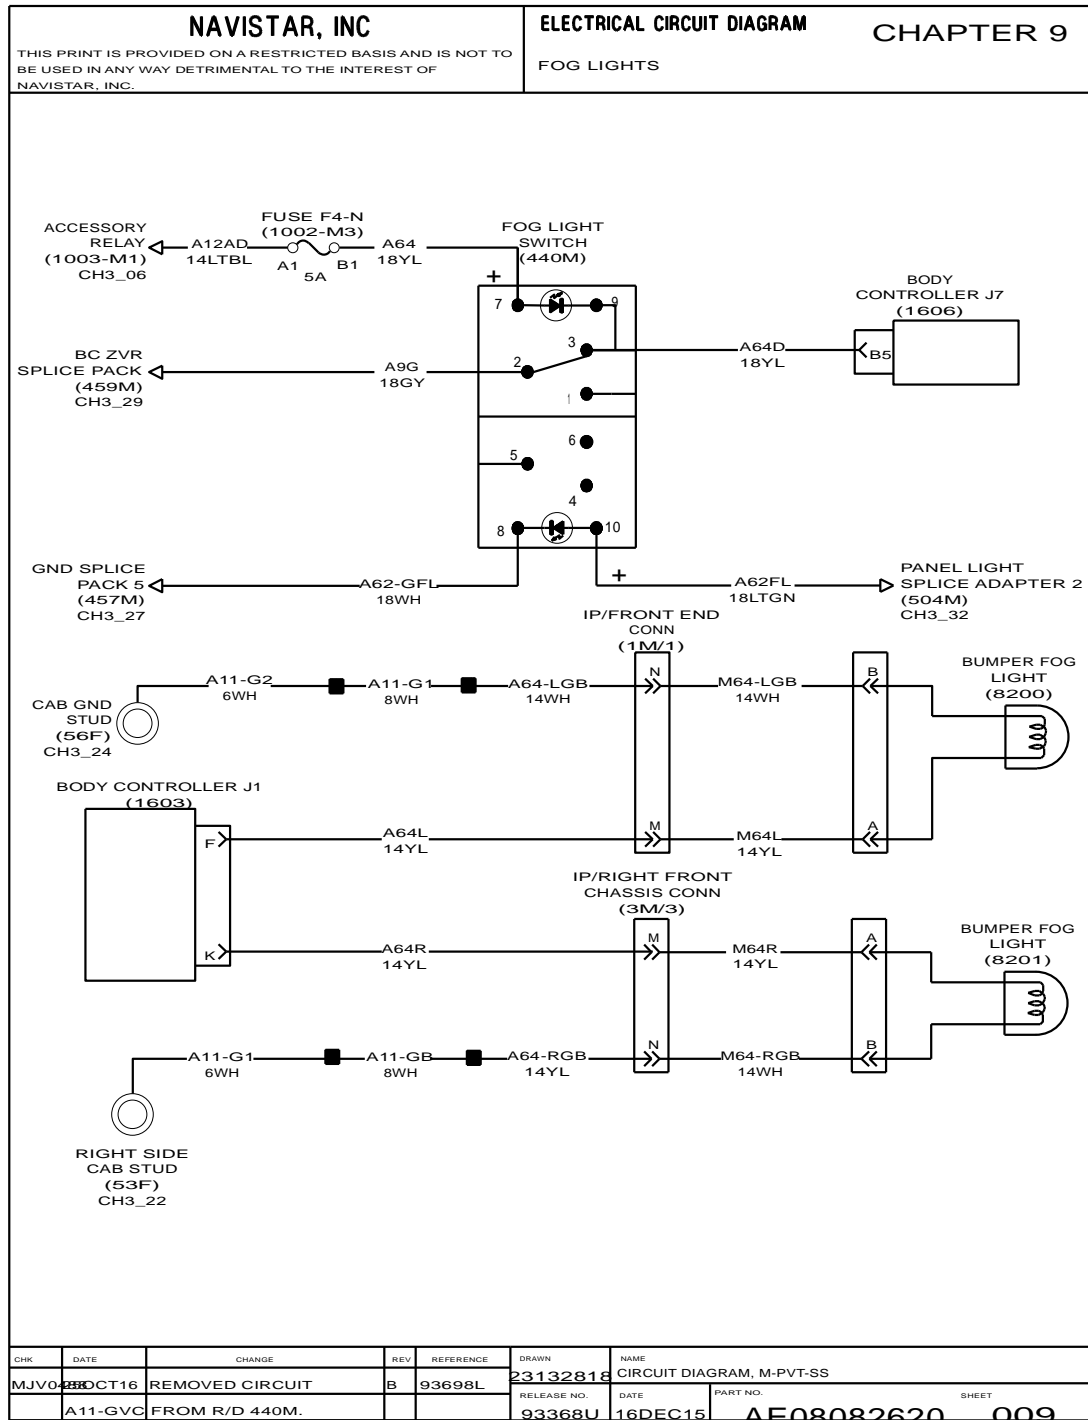 NAVISTAR, INC
THIS PRINT IS PROVIDED ON A RESTRICTED BASIS AND IS NOT TO
BE USED IN ANY WAY DETRIMENTAL TO THE INTEREST OF
NAVISTAR, INC.
ELECTRICAL CIRCUIT DIAGRAM
FOG LIGHTS
CHAPTER 9
ACCESSORY
RELAY
(1003-M1)
CH3_06
A12AD
14LTBL
FUSE F4-N
(1002-M3)
A1
5A
B1
A64
18YL
FOG LIGHT
SWITCH
(440M)
+
7
9
3
2
1
6
5
4
8
10
BODY
CONTROLLER J7
(1606)
A64D
18YL
B5
BC ZVR
SPLICE PACK
(459M)
CH3_29
A9G
18GY
GND SPLICE
PACK 5
(457M)
CH3_27
A62-GFL
18WH
+
A62FL
18LTGN
PANEL LIGHT
SPLICE ADAPTER 2
(504M)
CH3_32
IP/FRONT END
CONN
(1M/1)
CAB GND
STUD
(56F)
CH3_24
A11-G2
6WH
A11-G1
8WH
A64-LGB
14WH
N
M64-LGB
14WH
B
BUMPER FOG
LIGHT
(8200)
BODY CONTROLLER J1
(1603)
F
A64L
14YL
M
M64L
14YL
A
IP/RIGHT FRONT
CHASSIS CONN
(3M/3)
K
A64R
14YL
M
M64R
14YL
A
BUMPER FOG
LIGHT
(8201)
A11-G1
6WH
A11-GB
8WH
A64-RGB
14YL
N
M64-RGB
14WH
B
RIGHT SIDE
CAB STUD
(53F)
CH3_22
CHK DATE CHANGE REV REFERENCE
OCT16 REMOVED CIRCUIT B 93698L
A11-GVC FROM R/D 440M.
DRAWN
23132818
NAME
CIRCUIT DIAGRAM, M-PVT-SS
RELEASE NO.
93368U
DATE
16DEC15
PART NO.
AE08082620
SHEET
009